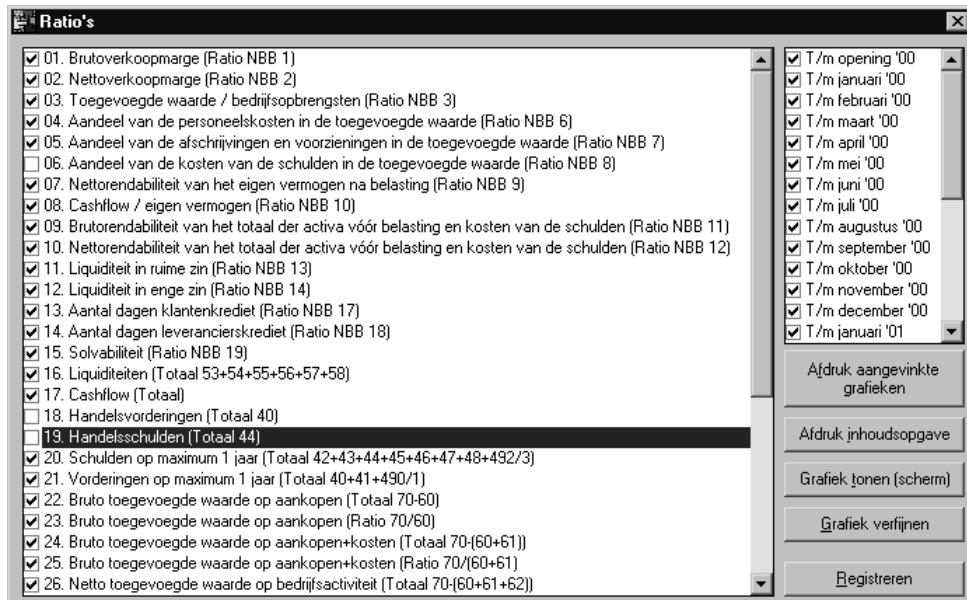 Ratio's
01. Brutoverkoopmarge (Ratio NBB 1)
02. Nettoverkoopmarge (Ratio NBB 2)
03. Toegevoegde waarde / bedrijfsopbrengsten (Ratio NBB 3)
04. Aandeel van de personeelskosten in de toegevoegde waarde (Ratio NBB 6)
05. Aandeel van de afschrijvingen en voorzieningen in de toegevoegde waarde (Ratio NBB 7)
06. Aandeel van de kosten van de schulden in de toegevoegde waarde (Ratio NBB 8)
07. Nettorendabiliteit van het eigen vermogen na belasting (Ratio NBB 9)
08. Cashflow / eigen vermogen (Ratio NBB 10)
09. Brutorendabiliteit van het totaal der activa vóór belasting en kosten van de schulden (Ratio NBB 11)
10. Nettorendabiliteit van het totaal der activa vóór belasting en kosten van de schulden (Ratio NBB 12)
11. Liquiditeit in ruime zin (Ratio NBB 13)
12. Liquiditeit in enge zin (Ratio NBB 14)
13. Aantal dagen klantenkrediet (Ratio NBB 17)
14. Aantal dagen leverancierskrediet (Ratio NBB 18)
15. Solvabiliteit (Ratio NBB 19)
16. Liquiditeiten (Totaal 53+54+55+56+57+58)
17. Cashflow (Totaal)
18. Handelsvorderingen (Totaal 40)
19. Handelsschulden (Totaal 44)
20. Schulden op maximum 1 jaar (Totaal 42+43+44+45+46+47+48+492/3)
21. Vorderingen op maximum 1 jaar (Totaal 40+41+490/1)
22. Bruto toegevoegde waarde op aankopen (Totaal 70-60)
23. Bruto toegevoegde waarde op aankopen (Ratio 70/60)
24. Bruto toegevoegde waarde op aankopen+kosten (Totaal 70-(60+61))
25. Bruto toegevoegde waarde op aankopen+kosten (Ratio 70/(60+61)
26. Netto toegevoegde waarde op bedrijfsactiviteit (Totaal 70-(60+61+62))
T/m opening '00
T/m januari '00
T/m februari '00
T/m maart '00
T/m april '00
T/m mei '00
T/m juni '00
T/m juli '00
T/m augustus '00
T/m september '00
T/m oktober '00
T/m november '00
T/m december '00
T/m januari '01
Afdruk aangevinkte
grafieken
Afdruk inhoudsopgave
Grafiek tonen (scherm)
Grafiek verfijnen
Registreren